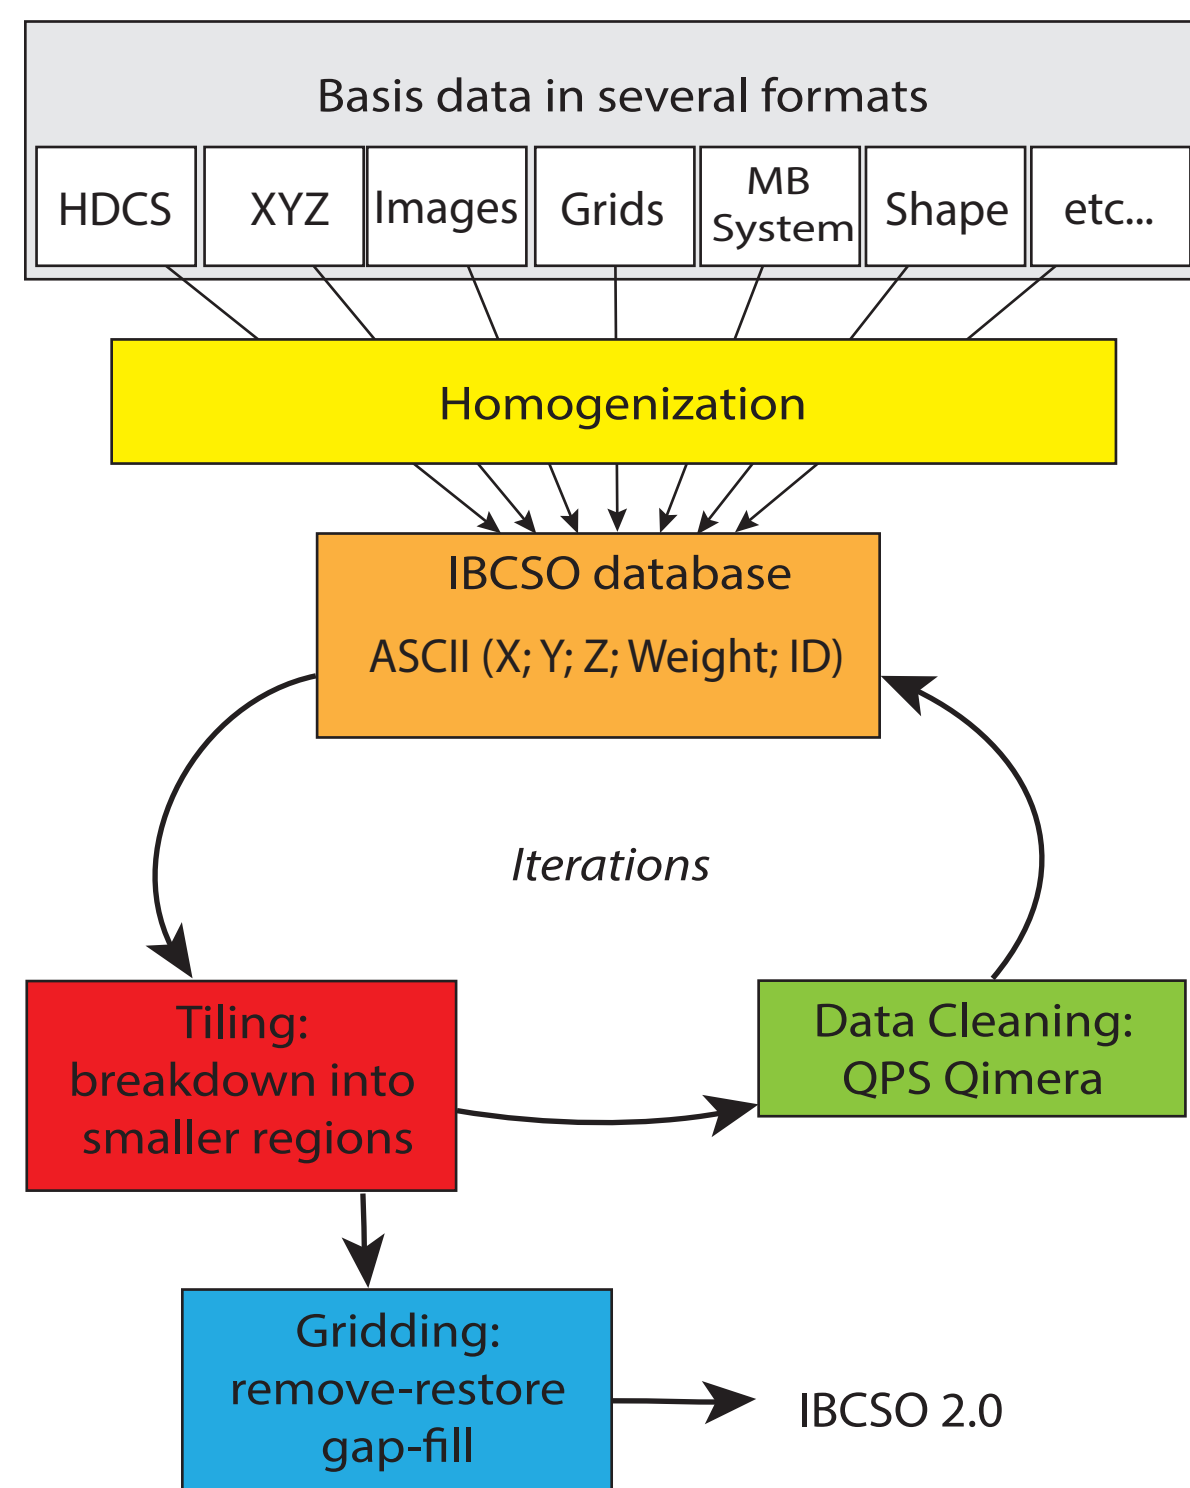 Basis data in several formats
HDCS
XYZ
Images
Grids
MB
System
Shape
etc...
Homogenization
IBCSO database
ASCII (X; Y; Z; Weight; ID)
Iterations
Tiling:
breakdown into
smaller regions
Data Cleaning:
QPS Qimera
Gridding:
remove-restore
gap-fill
IBCSO 2.0